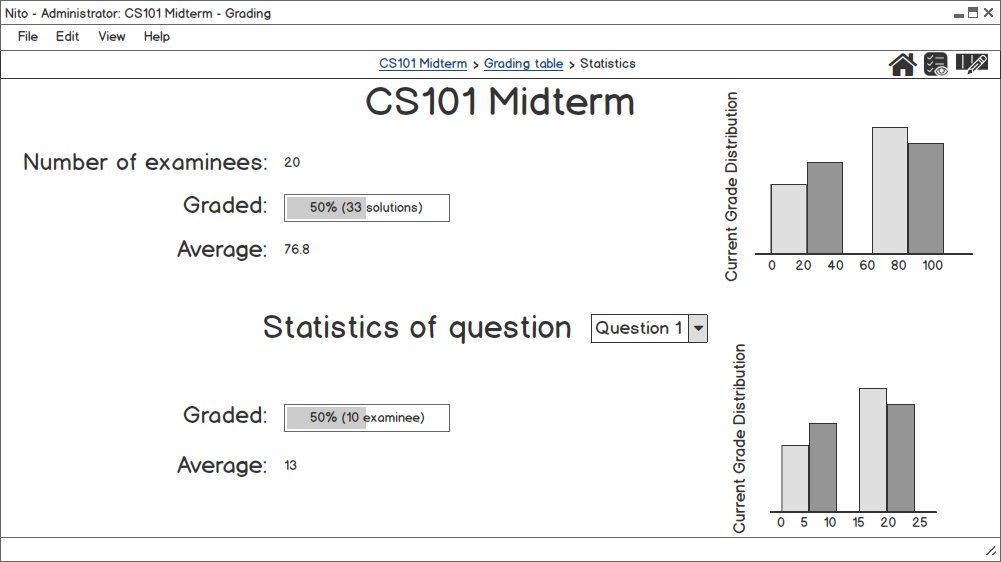 Nito - Administrator: CS101 Midterm - Grading
File Edit View Help
CS101 Midterm > Grading table > Statistics
CS101 Midterm
Number of examinees: 20
Graded: 50% (33 solutions)
Average: 76.8
Current Grade Distribution
0 20 40 60 80 100
Statistics of question Question 1
Graded: 50% (10 examinee)
Average: 13
Current Grade Distribution
0 5 10 15 20 25